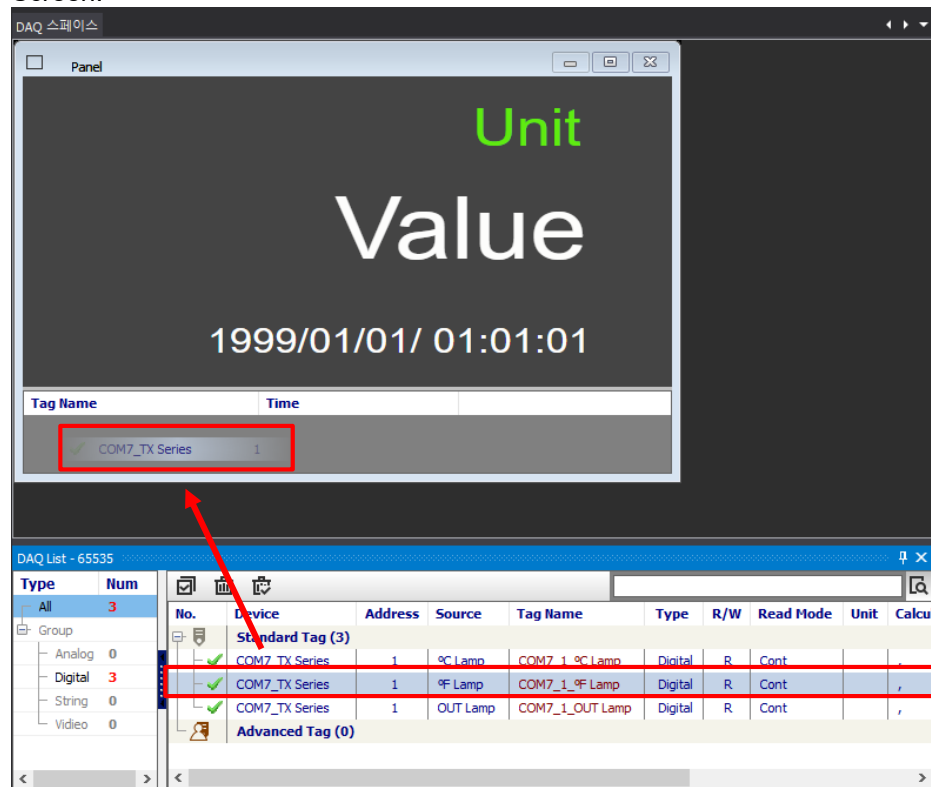 Screen.
DAQ 스페이스
Panel
Unit
Value
1999/01/01/ 01:01:01
Tag Name Time
COM7_TX Series 1
DAQ List - 65535
Type Num
All 3
Group
Analog 0
Digital 3
String 0
Vidieo 0
No. Device Address Source Tag Name Type R/W Read Mode Unit Calcu
Standard Tag (3)
COM7_TX Series 1 ºC Lamp COM7_1_ºC Lamp Digital R Cont ,
COM7_TX Series 1 ºF Lamp COM7_1_ºF Lamp Digital R Cont ,
COM7_TX Series 1 OUT Lamp COM7_1_OUT Lamp Digital R Cont ,
Advanced Tag (0)